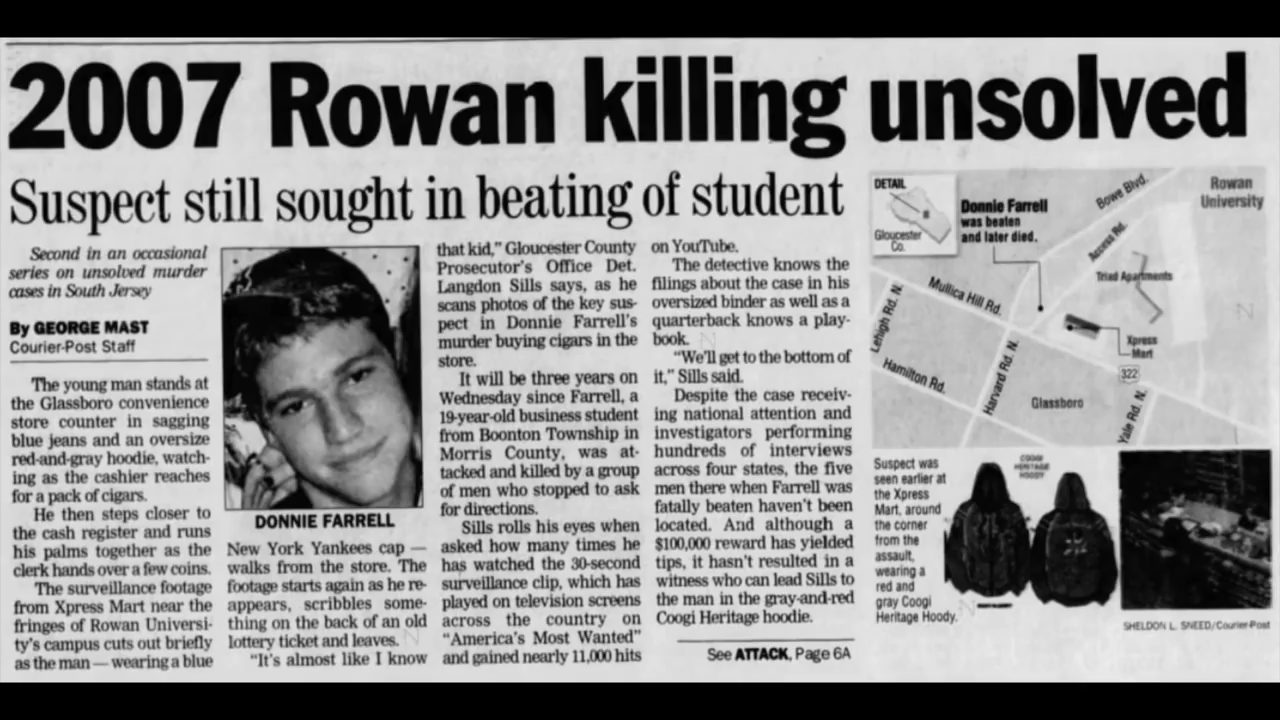 2007 Rowan killing unsolved
Suspect still sought in beating of student
Second in an occasional
series on unsolved murder
cases in South Jersey
By GEORGE MAST
Courier-Post Staff
The young man stands at
the Glassboro convenience
store counter in sagging
blue jeans and an oversize
red-and-gray hoodie, watch-
ing as the cashier reaches
for a pack of cigars.
He then steps closer to
the cash register and runs
his palms together as the
clerk hands over a few coins.
The surveillance footage
from Xpress Mart near the
fringes of Rowan Universi-
ty's campus cuts out briefly
as the man — wearing a blue
DONNIE FARRELL
New York Yankees cap —
walks from the store. The
footage starts again as he re-
appears, scribbles some-
thing on the back of an old
lottery ticket and leaves.
"It's almost like I know
that kid," Gloucester County
Prosecutor's Office Det.
Langdon Sills says, as he
scans photos of the key sus-
pect in Donnie Farrell's
murder buying cigars in the
store.
It will be three years on
Wednesday since Farrell, a
19-year-old business student
from Boonton Township in
Morris County, was at-
tacked and killed by a group
of men who stopped to ask
for directions.
Sills rolls his eyes when
asked how many times he
has watched the 30-second
surveillance clip, which has
played on television screens
across the country on
"America's Most Wanted"
and gained nearly 11,000 hits
on YouTube.
The detective knows the
filings about the case in his
oversized binder as well as a
quarterback knows a play-
book.
"We'll get to the bottom of
it," Sills said.
Despite the case receiv-
ing national attention and
investigators performing
hundreds of interviews
across four states, the five
men there when Farrell was
fatally beaten haven't been
located. And although a
$100,000 reward has yielded
tips, it hasn't resulted in a
witness who can lead Sills to
the man in the gray-and-red
Coogi Heritage hoodie.
See ATTACK, Page 6A
DETAIL
Gloucester
Co.
Donnie Farrell
was beaten
and later died.
Bowe Blvd.
Rowan
University
Access Rd.
Triad Apartments
Mullica Hill Rd.
Lehigh Rd. N.
Xpress
Mart
322
Hamilton Rd.
Harvard Rd. N.
Glassboro
Yale Rd. N.
Suspect was
seen earlier at
the Xpress
Mart, around
the corner
from the
assault,
wearing a
red and
gray Coogi
Heritage Hoody.
COOGI
HERITAGE
HOODY
SHELDON L. SNEED/Courier-Post